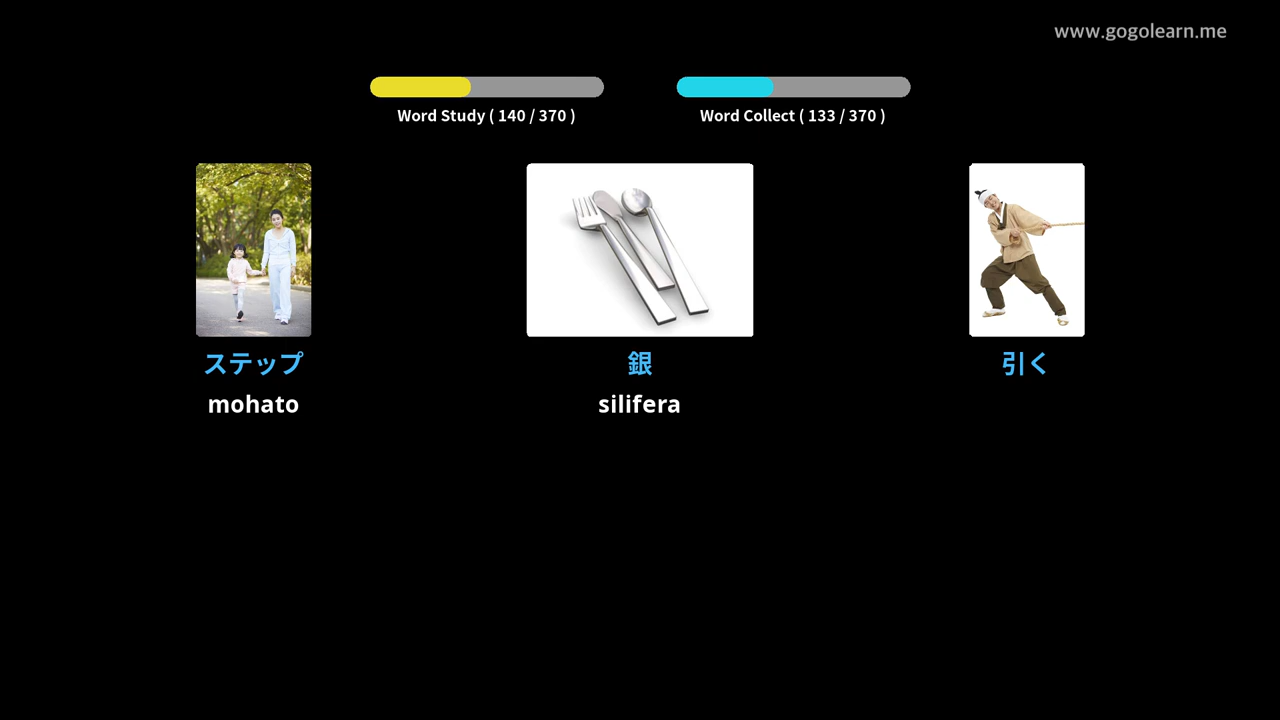 www.gogolearn.me
Word Study ( 140 / 370 )
Word Collect ( 133 / 370 )
ステップ
mohato
銀
silifera
引く